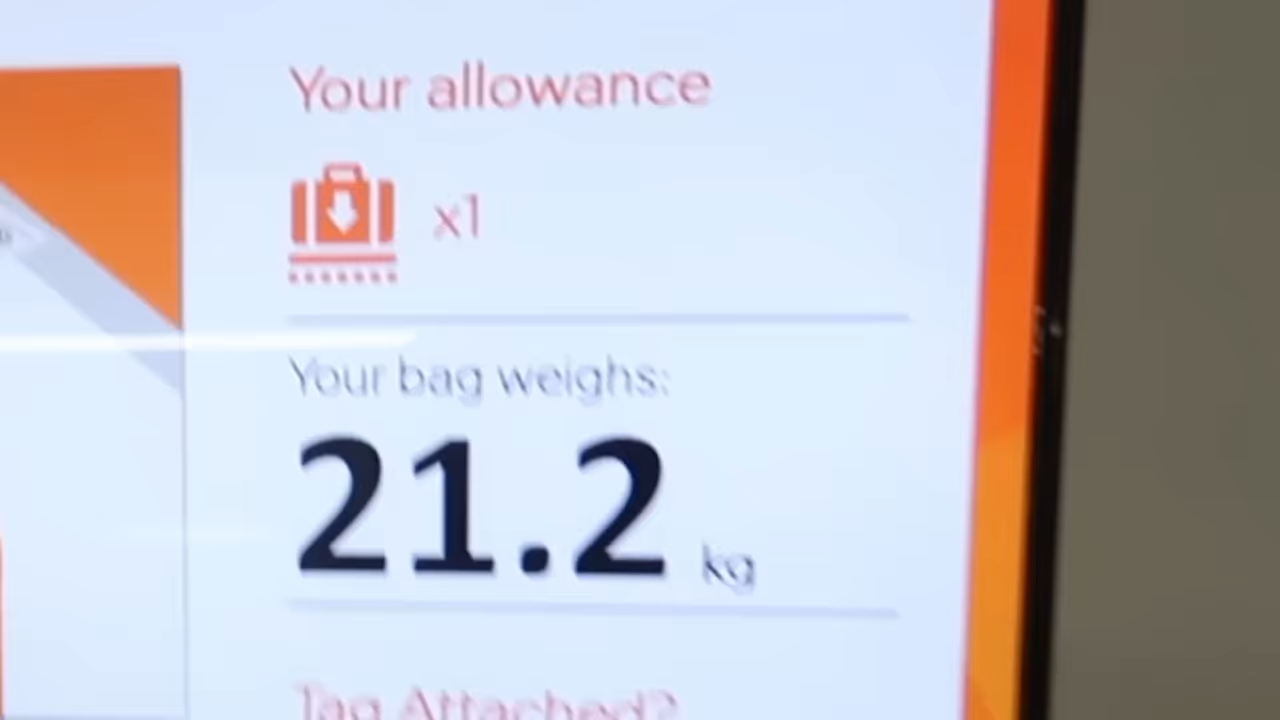 Your allowance
x1
Your bag weighs:
21.2 kg
Tag Attached?